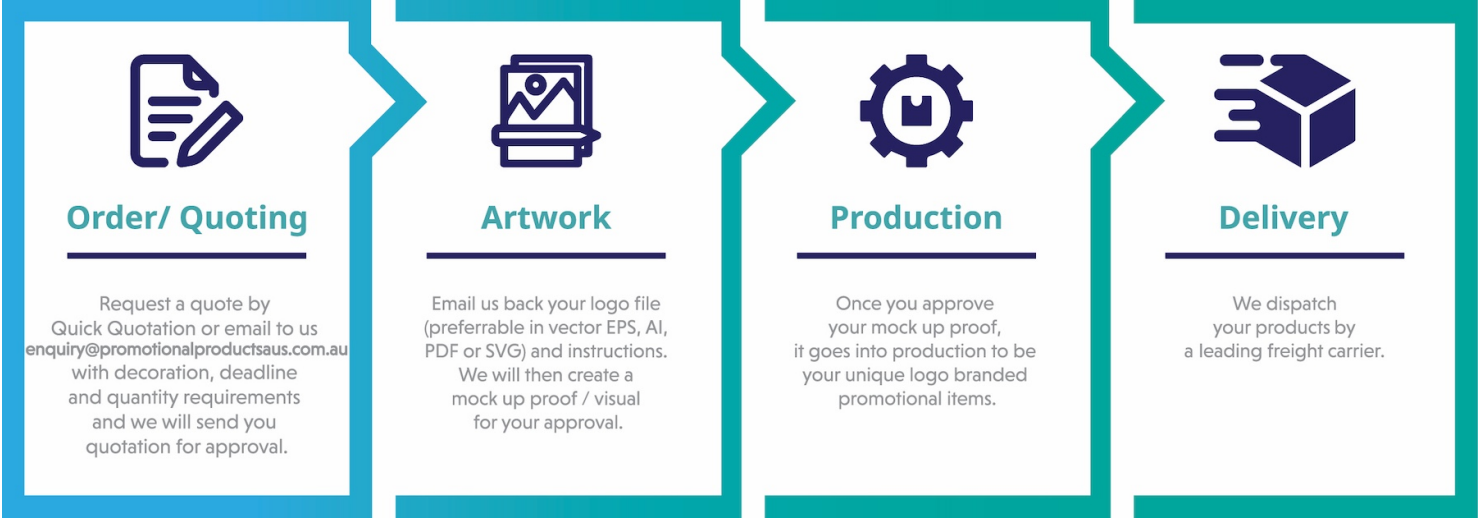 Order/ Quoting
Request a quote by
Quick Quotation or email to us
enquiry@promotionalproductsaus.com.au
with decoration, deadline
and quantity requirements
and we will send you
quotation for approval.
Artwork
Email us back your logo file
(preferrable in vector EPS, AI,
PDF or SVG) and instructions.
We will then create a
mock up proof / visual
for your approval.
Production
Once you approve
your mock up proof,
it goes into production to be
your unique logo branded
promotional items.
Delivery
We dispatch
your products by
a leading freight carrier.